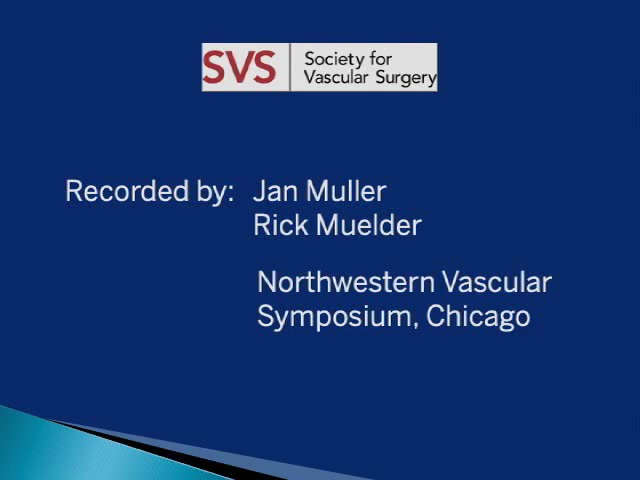 SVS
Society for
Vascular Surgery
Recorded by: Jan Muller
Rick Muelder
Northwestern Vascular
Symposium, Chicago